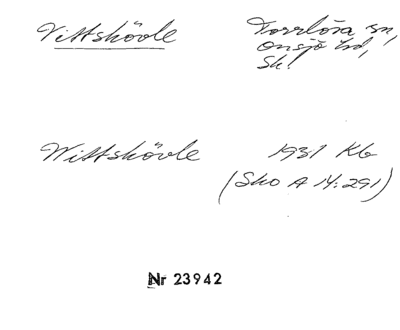 Vittskövle
Torrlösa sn,
Onsjö hd,
Sk.
Wittskövle
1931 Kb
(Sko A 14:291)
Nr 23942